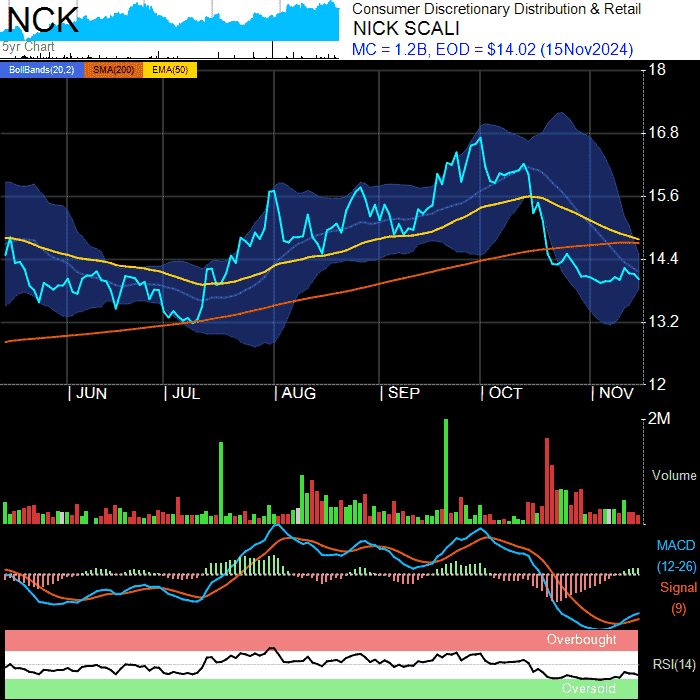 NCK
5yr Chart
Consumer Discretionary Distribution & Retail
NICK SCALI
MC = 1.2B, EOD = $14.02 (15Nov2024)
BollBands(20,2) SMA(200) EMA(50)
18
16.8
15.6
14.4
13.2
12
JUN JUL AUG SEP OCT NOV
2M
Volume
MACD
(12-26)
Signal
(9)
Overbought
RSI(14)
Oversold